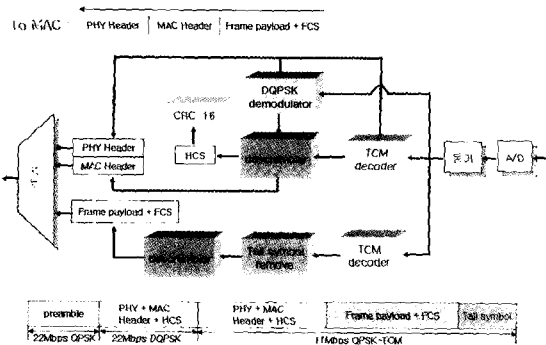 To MAC
PHY Header
MAC Header
Frame payload + FCS
DQPSK
demodulator
CRC-16
HCS
TCM
decoder
A/D
PHY Header
MAC Header
Frame payload + FCS
Tail symbol
remove
TCM
decoder
preamble
PHY + MAC
Header + HCS
PHY + MAC
Header + HCS
Frame payload + FCS
Tail symbol
22Mbps QPSK
22Mbps DQPSK
11Mbps QPSK-TCM